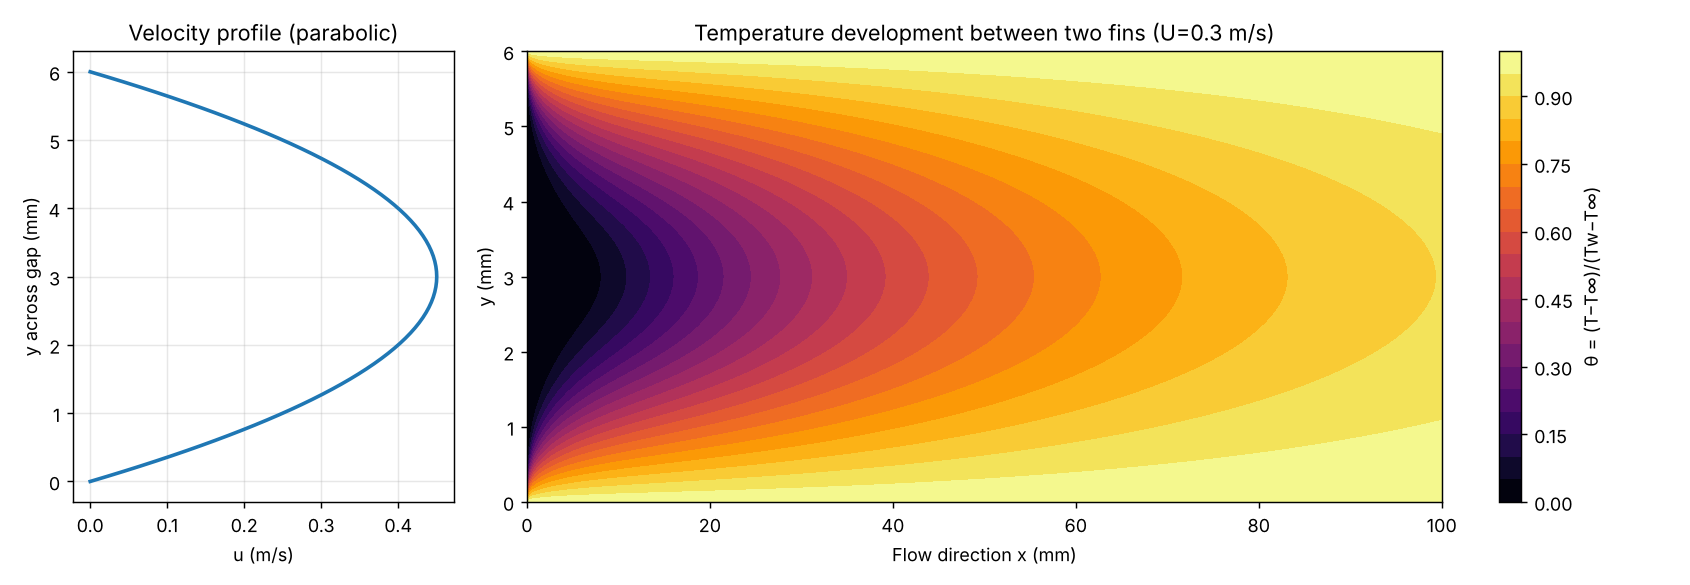 Velocity profile (parabolic)
6
5
4
3
2
1
0
y across gap (mm)
0.0 0.1 0.2 0.3 0.4
u (m/s)
Temperature development between two fins (U=0.3 m/s)
6
5
4
3
2
1
0
y (mm)
0 20 40 60 80 100
Flow direction x (mm)
0.90
0.75
0.60
0.45
0.30
0.15
0.00
θ = (T−T∞)/(Tw−T∞)